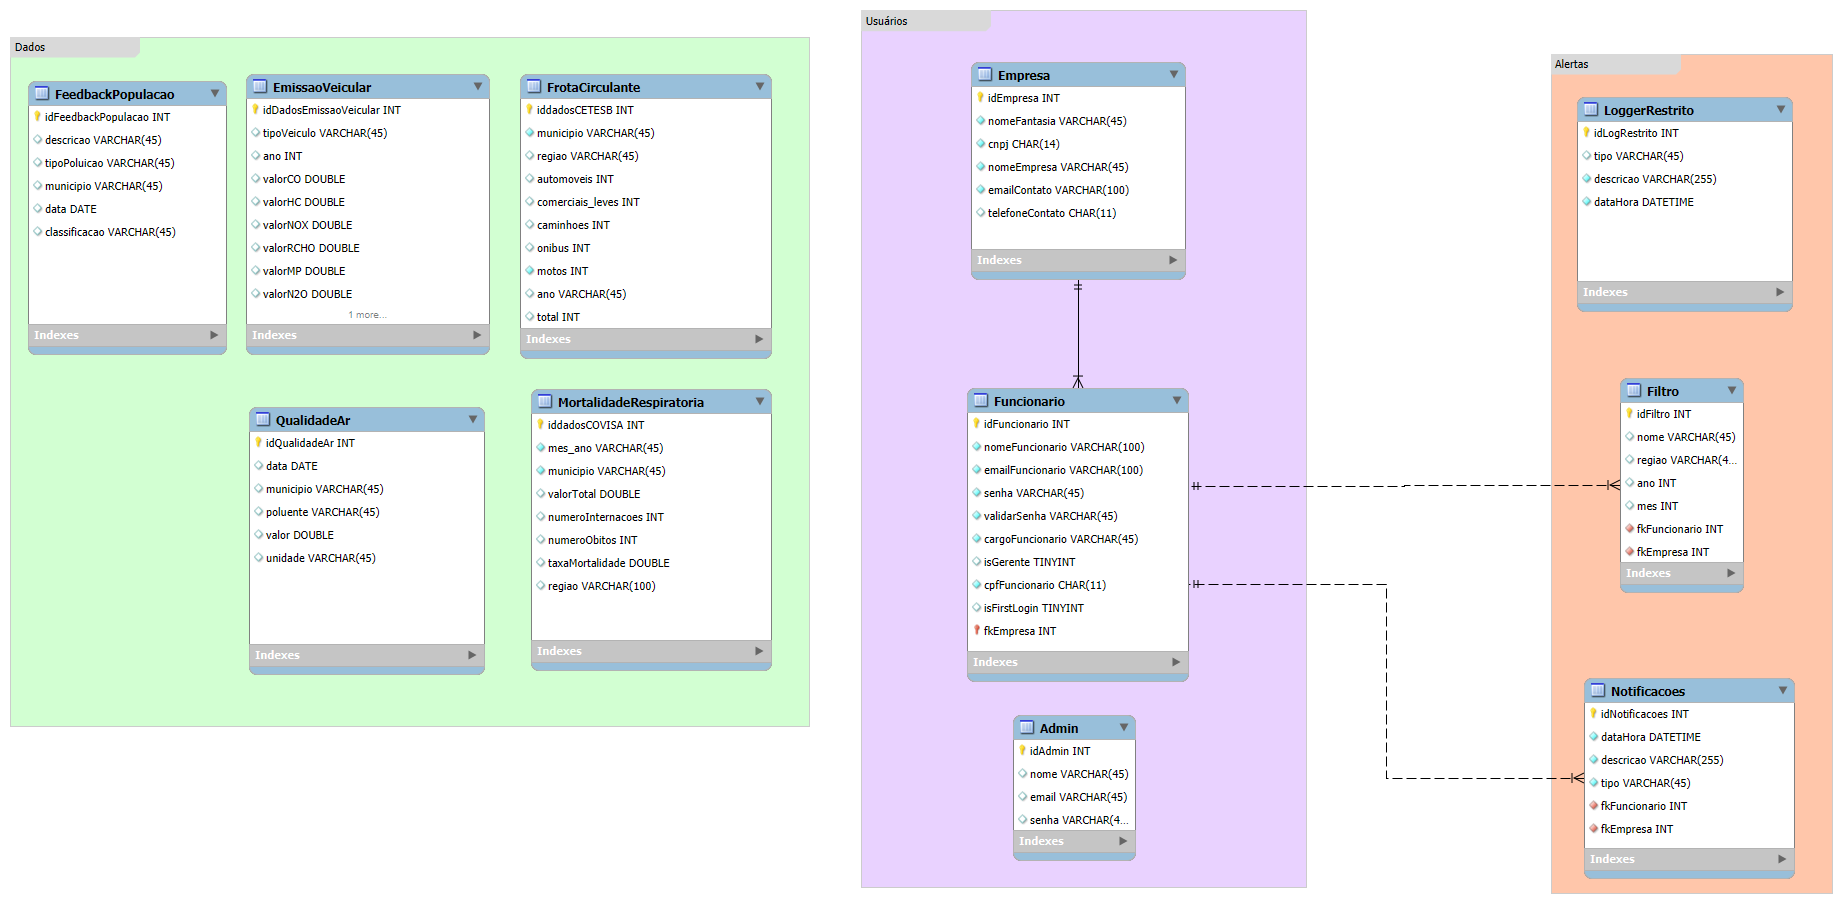 Dados
FeedbackPopulacao
idFeedbackPopulacao INT
descricao VARCHAR(45)
tipoPoluicao VARCHAR(45)
municipio VARCHAR(45)
data DATE
classificacao VARCHAR(45)
Indexes
EmissaoVeicular
idDadosEmissaoVeicular INT
tipoVeiculo VARCHAR(45)
ano INT
valorCO DOUBLE
valorHC DOUBLE
valorNOX DOUBLE
valorRCHO DOUBLE
valorMP DOUBLE
valorN2O DOUBLE
1 more...
Indexes
FrotaCirculante
iddadosCETESB INT
municipio VARCHAR(45)
regiao VARCHAR(45)
automoveis INT
comerciais_leves INT
caminhoes INT
onibus INT
motos INT
ano VARCHAR(45)
total INT
Indexes
QualidadeAr
idQualidadeAr INT
data DATE
municipio VARCHAR(45)
poluente VARCHAR(45)
valor DOUBLE
unidade VARCHAR(45)
Indexes
MortalidadeRespiratoria
iddadosCOVISA INT
mes_ano VARCHAR(45)
municipio VARCHAR(45)
valorTotal DOUBLE
numeroInternacoes INT
numeroObitos INT
taxaMortalidade DOUBLE
regiao VARCHAR(100)
Indexes
Usuários
Empresa
idEmpresa INT
nomeFantasia VARCHAR(45)
cnpj CHAR(14)
nomeEmpresa VARCHAR(45)
emailContato VARCHAR(100)
telefoneContato CHAR(11)
Indexes
Funcionario
idFuncionario INT
nomeFuncionario VARCHAR(100)
emailFuncionario VARCHAR(100)
senha VARCHAR(45)
validarSenha VARCHAR(45)
cargoFuncionario VARCHAR(45)
isGerente TINYINT
cpfFuncionario CHAR(11)
isFirstLogin TINYINT
fkEmpresa INT
Indexes
Admin
idAdmin INT
nome VARCHAR(45)
email VARCHAR(45)
senha VARCHAR(4...
Indexes
Alertas
LoggerRestrito
idLogRestrito INT
tipo VARCHAR(45)
descricao VARCHAR(255)
dataHora DATETIME
Indexes
Filtro
idFiltro INT
nome VARCHAR(45)
regiao VARCHAR(4...
ano INT
mes INT
fkFuncionario INT
fkEmpresa INT
Indexes
Notificacoes
idNotificacoes INT
dataHora DATETIME
descricao VARCHAR(255)
tipo VARCHAR(45)
fkFuncionario INT
fkEmpresa INT
Indexes